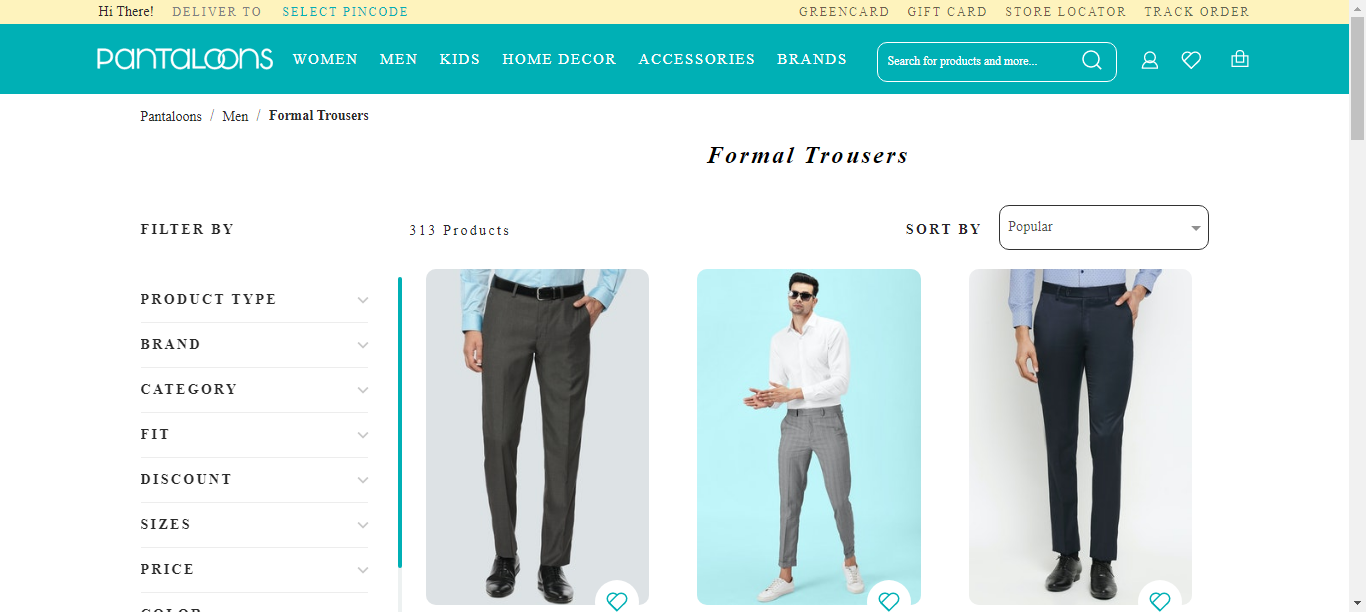 Hi There! DELIVER TO SELECT PINCODE GREENCARD GIFT CARD STORE LOCATOR TRACK ORDER
PANTALOONS WOMEN MEN KIDS HOME DECOR ACCESSORIES BRANDS Search for products and more...
Pantaloons / Men / Formal Trousers
Formal Trousers
FILTER BY 313 Products SORT BY Popular
PRODUCT TYPE
BRAND
CATEGORY
FIT
DISCOUNT
SIZES
PRICE
COLOR